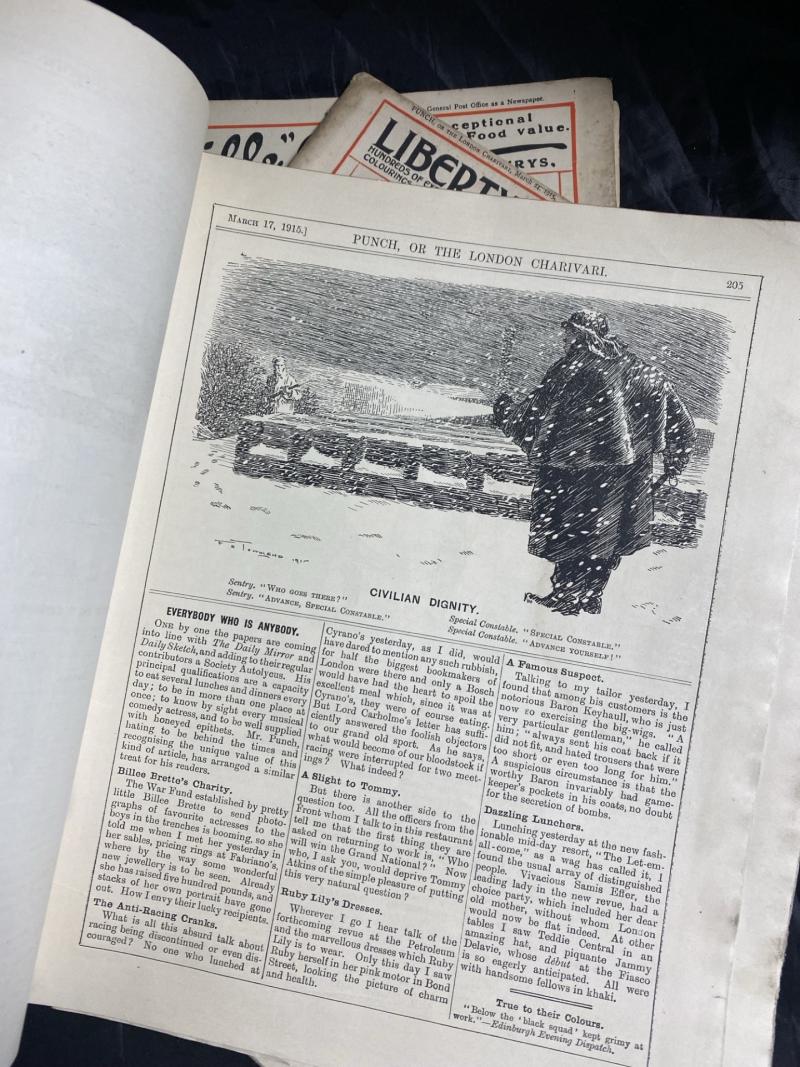 General Post Office as a Newspaper.
ceptional
Food value.
RYS,
PUNCH, OR THE LONDON CHARIVARI, March 24, 1915.
LIBERTY
HUNDREDS OF
COLOURINGS
March 17, 1915.]
PUNCH, OR THE LONDON CHARIVARI.
205
CIVILIAN DIGNITY.
Sentry. "Who goes there?"
Sentry. "Advance, Special Constable."
Special Constable. "Special Constable."
Special Constable. "Advance yourself!"
EVERYBODY WHO IS ANYBODY.
One by one the papers are coming
into line with The Daily Mirror and
Daily Sketch, and adding to their regular
contributors a Society Autolycus. His
principal qualifications are a capacity
to eat several lunches and dinners every
day; to be in more than one place at
once; to know by sight every musical
comedy actress, and to be well supplied
with honeyed epithets. Mr. Punch,
hating to be behind the times and
recognising the unique value of this
kind of article, has arranged a similar
treat for his readers.
Billee Brette's Charity.
The War Fund established by pretty
little Billee Brette to send photo-
graphs of favourite actresses to the
boys in the trenches is booming, so she
told me when I met her yesterday in
her sables, pricing rings at Fabriano's,
where by the way some wonderful
new jewellery is to be seen. Already
she has raised five hundred pounds, and
stacks of her own portrait have gone
out. How I envy their lucky recipients.
The Anti-Racing Cranks.
What is all this absurd talk about
racing being discontinued or even dis-
couraged? No one who lunched at
Cyrano's yesterday, as I did, would
have dared to mention any such rubbish,
for half the biggest bookmakers of
London were there and only a Bosch
would have had the heart to spoil the
excellent meal which, since it was at
Cyrano's, they were of course eating.
But Lord Carholme's letter has suffi-
ciently answered the foolish objectors
to our grand old sport. As he says,
what would become of our bloodstock if
racing were interrupted for two meet-
ings? What indeed?
A Slight to Tommy.
But there is another side to the
question too. All the officers from the
Front whom I talk to in this restaurant
tell me that the first thing they are
asked on returning to work is, "Who
will win the Grand National?" Now
who, I ask you, would deprive Tommy
Atkins of the simple pleasure of putting
this very natural question?
Ruby Lily's Dresses.
Wherever I go I hear talk of the
forthcoming revue at the Petroleum
and the marvellous dresses which Ruby
Lily is to wear. Only this day I saw
Ruby herself in her pink motor in Bond
Street, looking the picture of charm
and health.
A Famous Suspect.
Talking to my tailor yesterday, I
found that among his customers is the
notorious Baron Keyhaull, who is just
now so exercising the big-wigs. "A
very particular gentleman," he called
him; "always sent his coat back if it
did not fit, and hated trousers that were
too short or even too long for him."
A suspicious circumstance is that the
worthy Baron invariably had game-
keeper's pockets in his coats, no doubt
for the secretion of bombs.
Dazzling Lunchers.
Lunching yesterday at the new fash-
ionable mid-day resort, "The Let-em-
all-come," as a wag has called it, I
found the usual array of distinguished
people. Vivacious Samis Effer, the
leading lady in the new revue, had a
choice party, which included her dear
old mother, without whom London
would now be flat indeed. At other
tables I saw Teddie Central in an
amazing hat, and piquante Jammy
Delavie, whose début at the Fiasco
is so eagerly anticipated. All were
with handsome fellows in khaki.
True to their Colours.
"Below the 'black squad' kept grimy at
work."—Edinburgh Evening Dispatch.